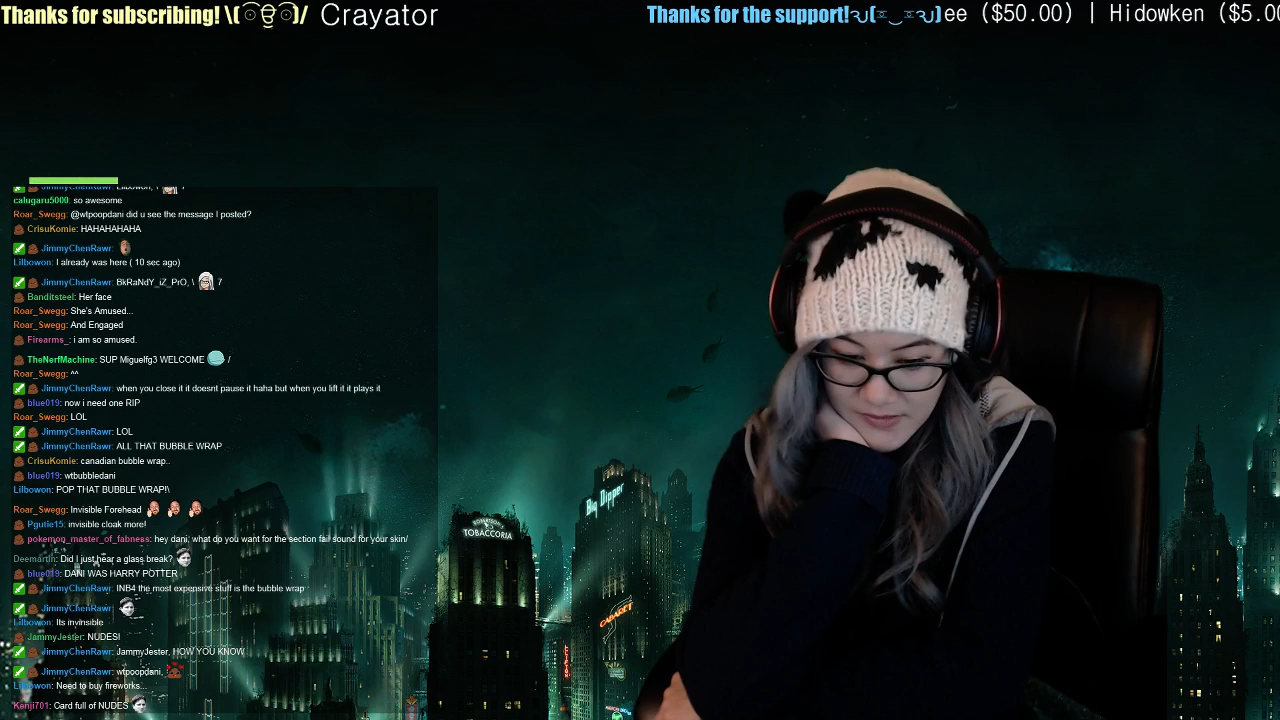 Thanks for subscribing! \( ͡ಠ ͜ʖ ͡ಠ)/ Crayator
Thanks for the support! ee ($50.00) | Hidowken ($5.00
JimmyChenRawr: Lilbowon, \ 7
calugaru5000: so awesome
Roar_Swegg: @wtpoopdani did u see the message I posted?
CrisuKomie: HAHAHAHAHA
JimmyChenRawr:
Lilbowon: I already was here ( 10 sec ago)
JimmyChenRawr: BkRaNdY_iZ_PrO, \ 7
Banditsteel: Her face
Roar_Swegg: She's Amused...
Roar_Swegg: And Engaged
Firearms_: i am so amused.
TheNerfMachine: SUP Miguelfg3 WELCOME /
Roar_Swegg: ^^
JimmyChenRawr: when you close it it doesnt pause it haha but when you lift it it plays it
blue019: now i need one RIP
Roar_Swegg: LOL
JimmyChenRawr: LOL
JimmyChenRawr: ALL THAT BUBBLE WRAP
CrisuKomie: canadian bubble wrap..
blue019: wtbubbledani
Lilbowon: POP THAT BUBBLE WRAP!\
Roar_Swegg: Invisible Forehead
Pgutie15: invisible cloak more!
pokemon_master_of_fabness: hey dani, what do you want for the section fail sound for your skin/
Deemartin: Did I just hear a glass break?
blue019: DANI WAS HARRY POTTER
JimmyChenRawr: INB4 the most expensive stuff is the bubble wrap
JimmyChenRawr:
Lilbowon: Its invinsible
JammyJester: NUDES!
JimmyChenRawr: JammyJester, HOW YOU KNOW
JimmyChenRawr: wtpoopdani,
Lilbowon: Need to buy fireworks...
Kenji701: Card full of NUDES
ROBERTSON'S
TOBACCORIA
Big Dipper
CABARET